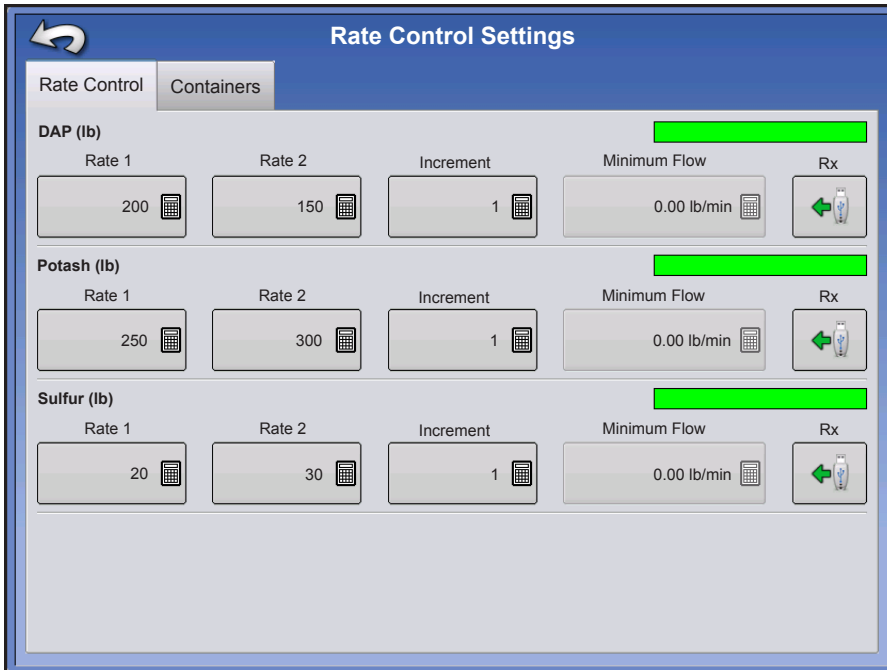 Rate Control Settings
Rate Control Containers
DAP (lb)
Rate 1 Rate 2 Increment Minimum Flow Rx
200 150 1 0.00 lb/min
Potash (lb)
Rate 1 Rate 2 Increment Minimum Flow Rx
250 300 1 0.00 lb/min
Sulfur (lb)
Rate 1 Rate 2 Increment Minimum Flow Rx
20 30 1 0.00 lb/min